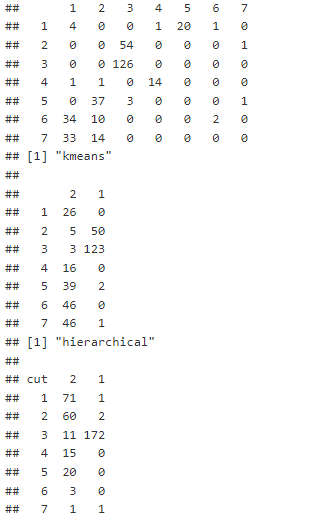 ##      1  2   3  4  5  6  7
##   1  4  0   0  1 20  1  0
##   2  0  0  54  0  0  0  1
##   3  0  0 126  0  0  0  0
##   4  1  1   0 14  0  0  0
##   5  0 37   3  0  0  0  1
##   6 34 10   0  0  0  2  0
##   7 33 14   0  0  0  0  0
## [1] "kmeans"
##
##      2   1
##   1 26   0
##   2  5  50
##   3  3 123
##   4 16   0
##   5 39   2
##   6 46   0
##   7 46   1
## [1] "hierarchical"
##
## cut  2   1
##   1 71   1
##   2 60   2
##   3 11 172
##   4 15   0
##   5 20   0
##   6  3   0
##   7  1   1